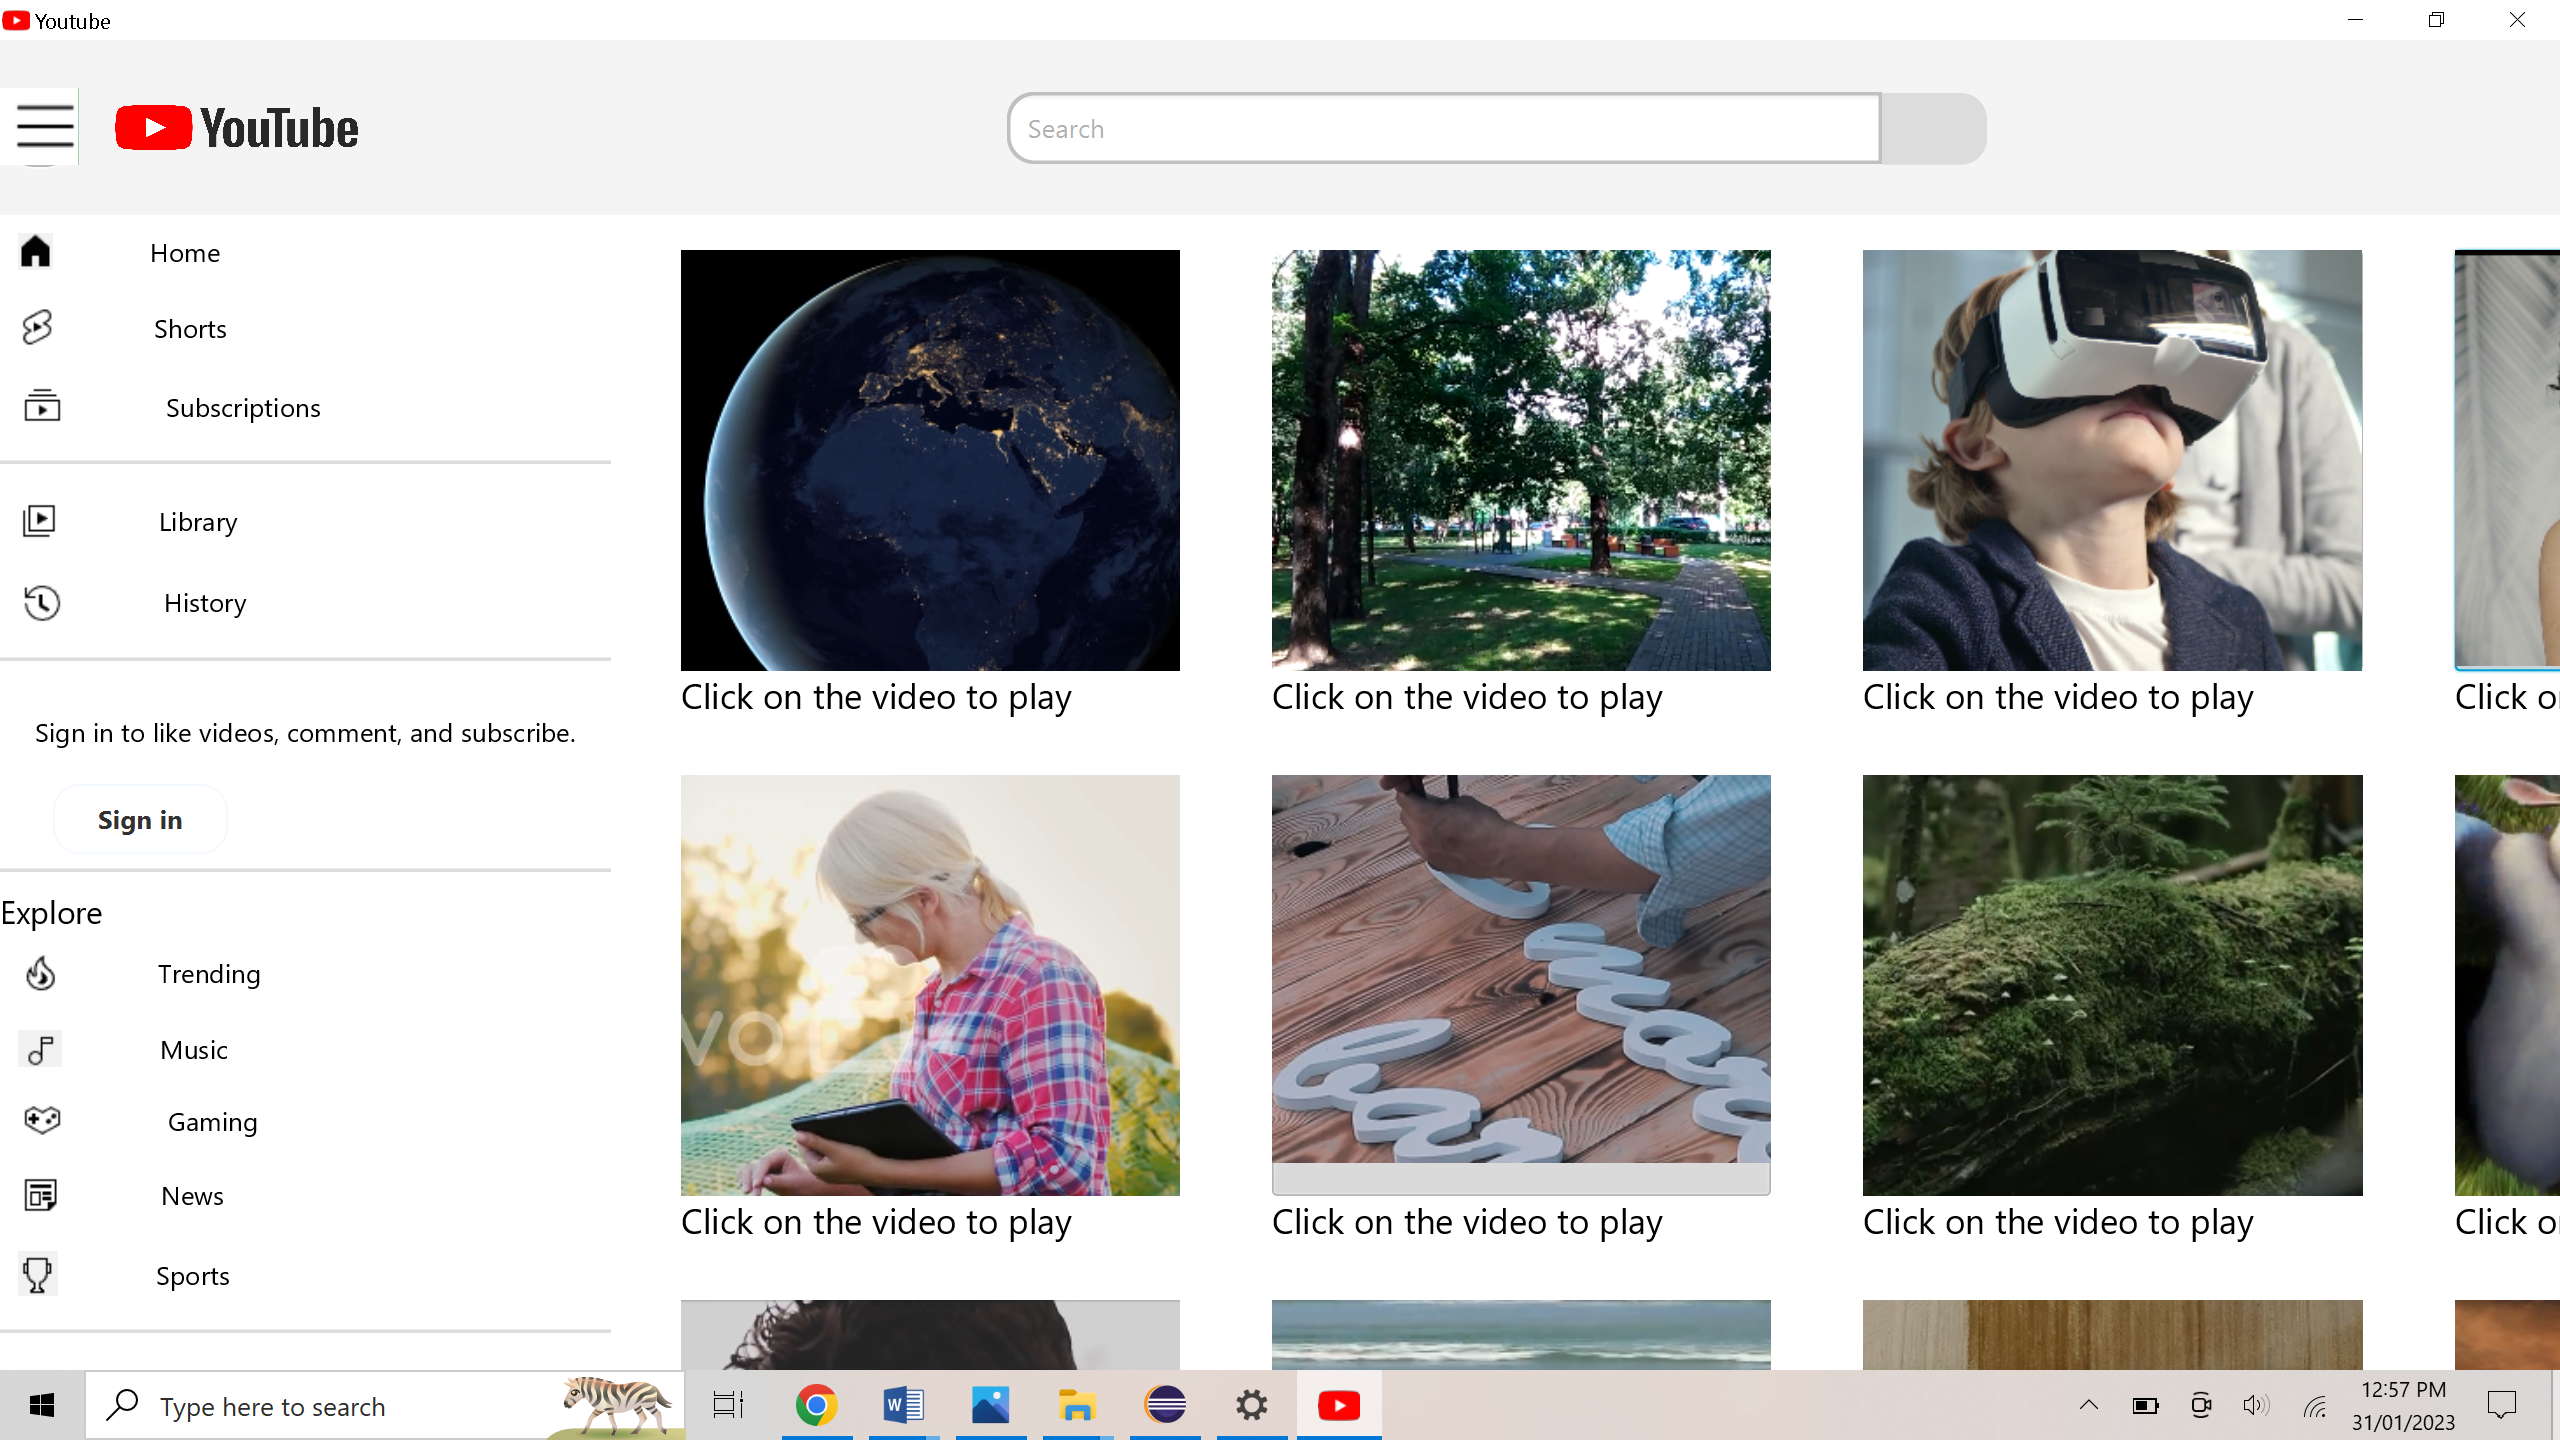 Youtube
YouTube
Search
Home
Shorts
Subscriptions
Library
History
Sign in to like videos, comment, and subscribe.
Sign in
Explore
Trending
Music
Gaming
News
Sports
Click on the video to play
Click on the video to play
Click on the video to play
Click o
Click on the video to play
Click on the video to play
Click on the video to play
Click o
Type here to search
12:57 PM
31/01/2023